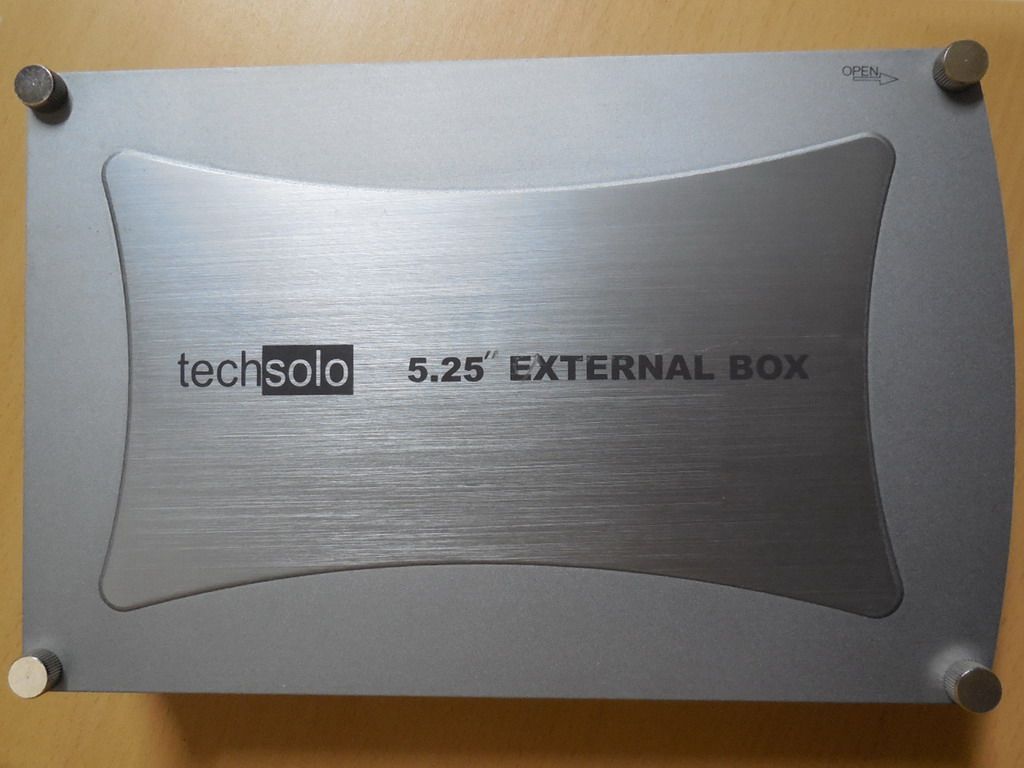 OPEN
techsolo 5.25" EXTERNAL BOX